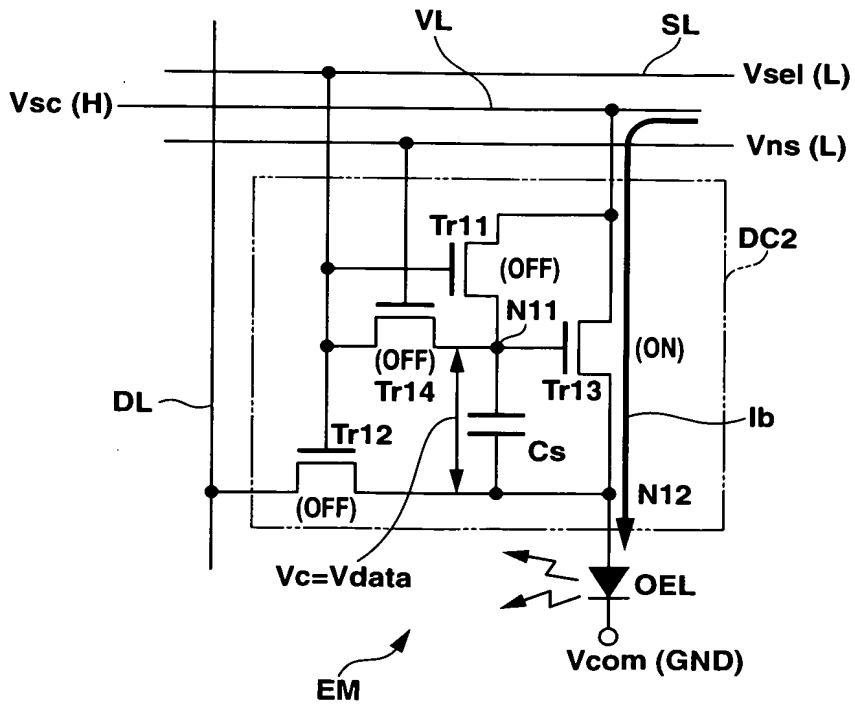 VL
SL
Vsel (L)
Vsc (H)
Vns (L)
Tr11
DC2
(OFF)
N11
(OFF)
(ON)
Tr14
Tr13
DL
Ib
Tr12
Cs
(OFF)
N12
Vc=Vdata
OEL
Vcom (GND)
EM